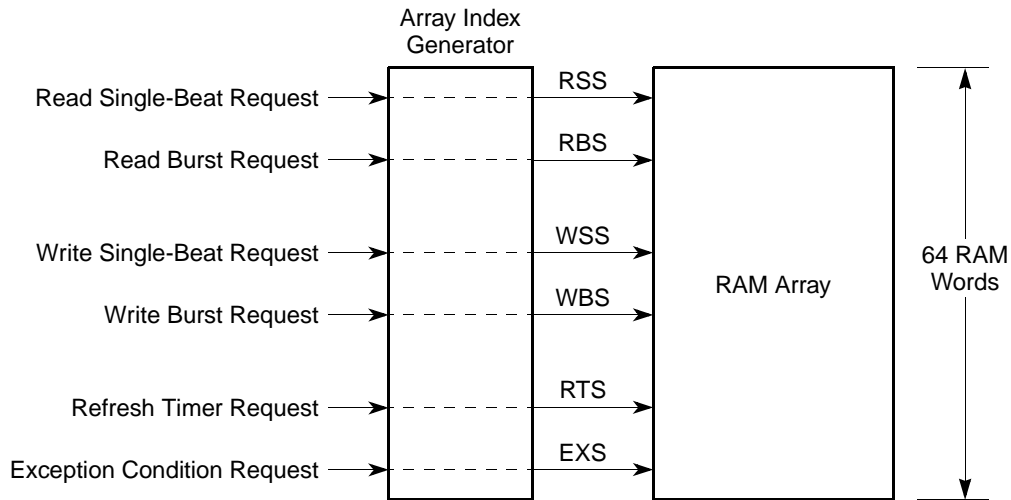 Array Index
Generator
Read Single-Beat Request
RSS
Read Burst Request
RBS
Write Single-Beat Request
WSS
Write Burst Request
WBS
Refresh Timer Request
RTS
Exception Condition Request
EXS
RAM Array
64 RAM
Words